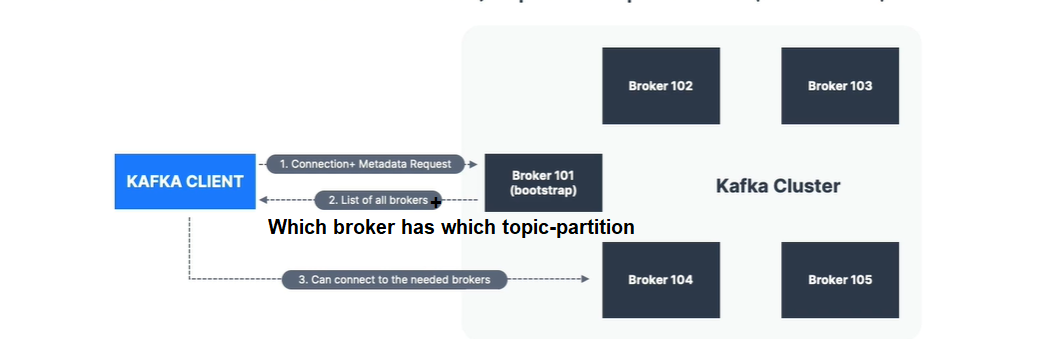 Broker 102
Broker 103
KAFKA CLIENT
1. Connection+ Metadata Request
Broker 101
(bootstrap)
Kafka Cluster
2. List of all brokers
+
Which broker has which topic-partition
3. Can connect to the needed brokers
Broker 104
Broker 105